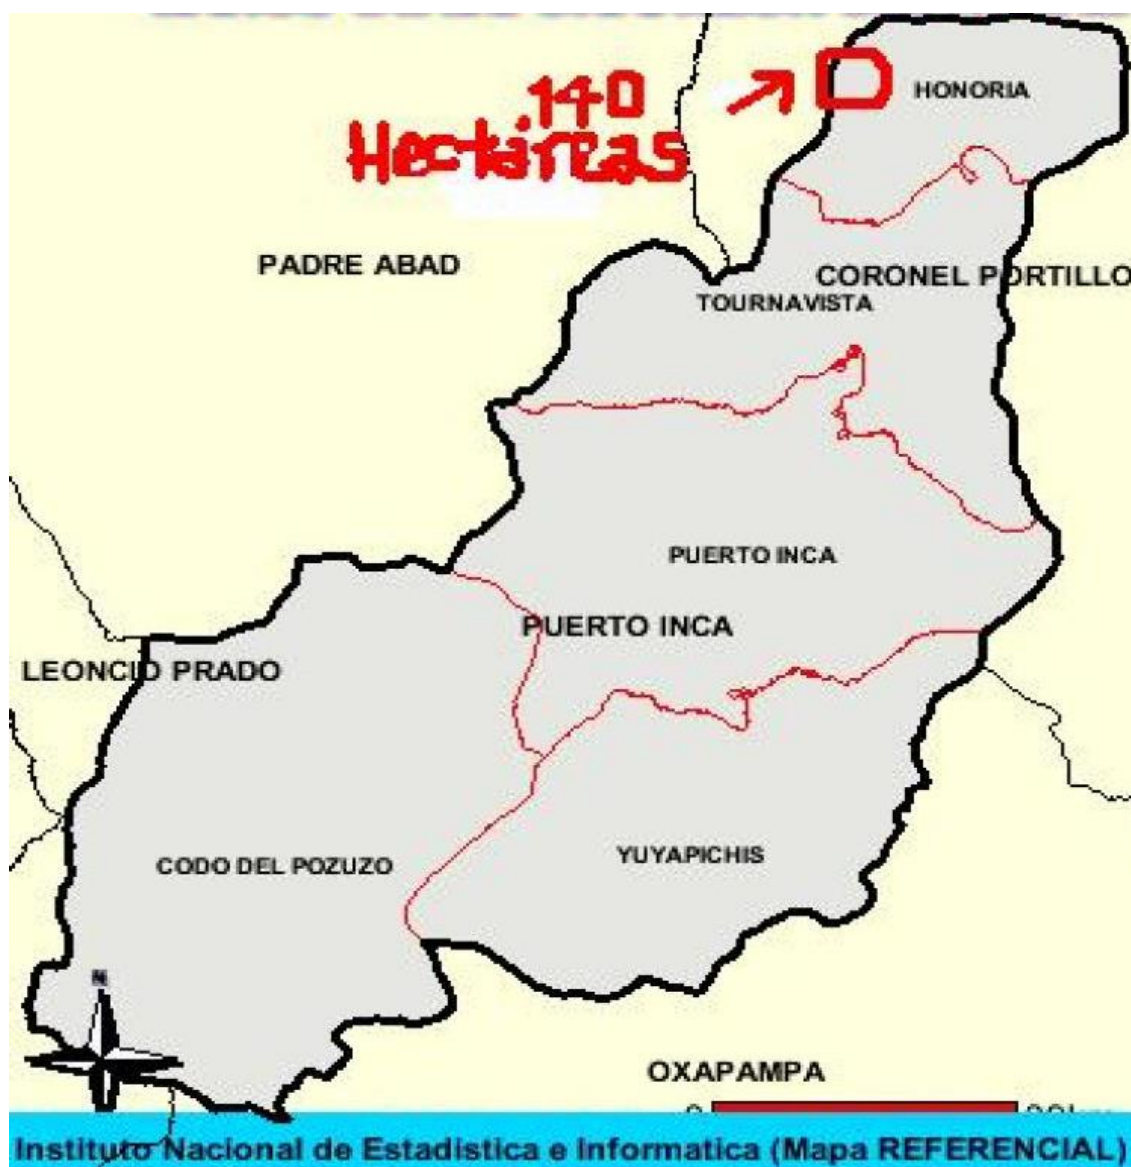 HONORIA
.140
Hectáreas
PADRE ABAD
CORONEL PORTILLO
TOURNAVISTA
PUERTO INCA
PUERTO INCA
LEONCIO PRADO
YUYAPICHIS
CODO DEL POZUZO
N
OXAPAMPA
Instituto Nacional de Estadistica e Informatica (Mapa REFERENCIAL)